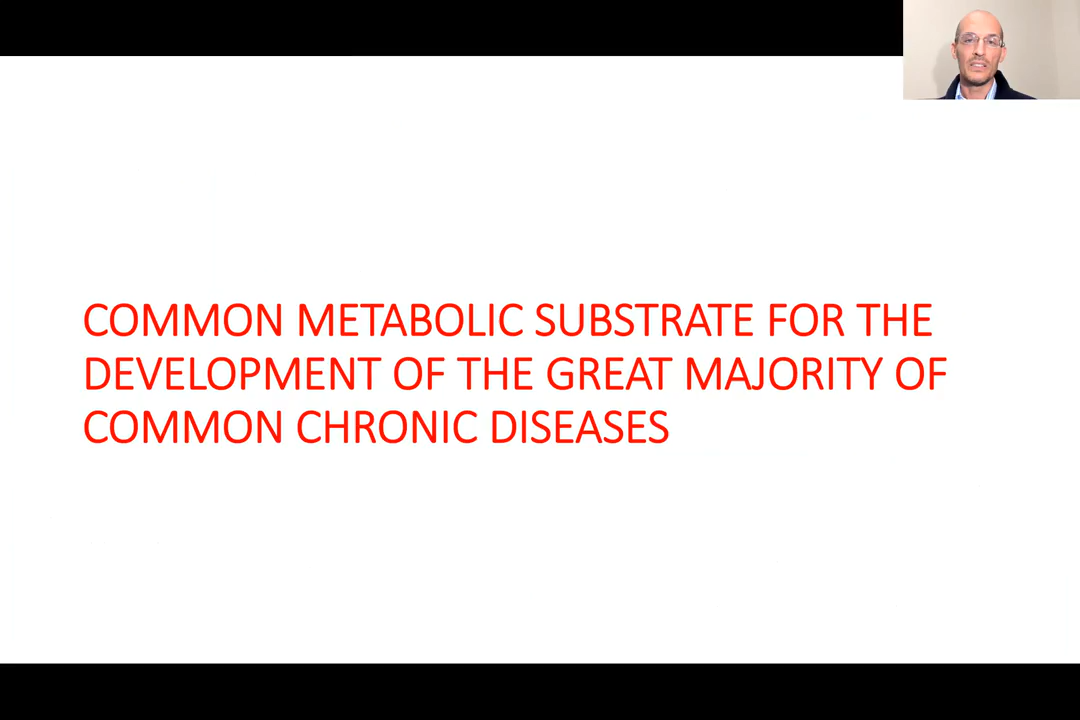 COMMON METABOLIC SUBSTRATE FOR THE
DEVELOPMENT OF THE GREAT MAJORITY OF
COMMON CHRONIC DISEASES